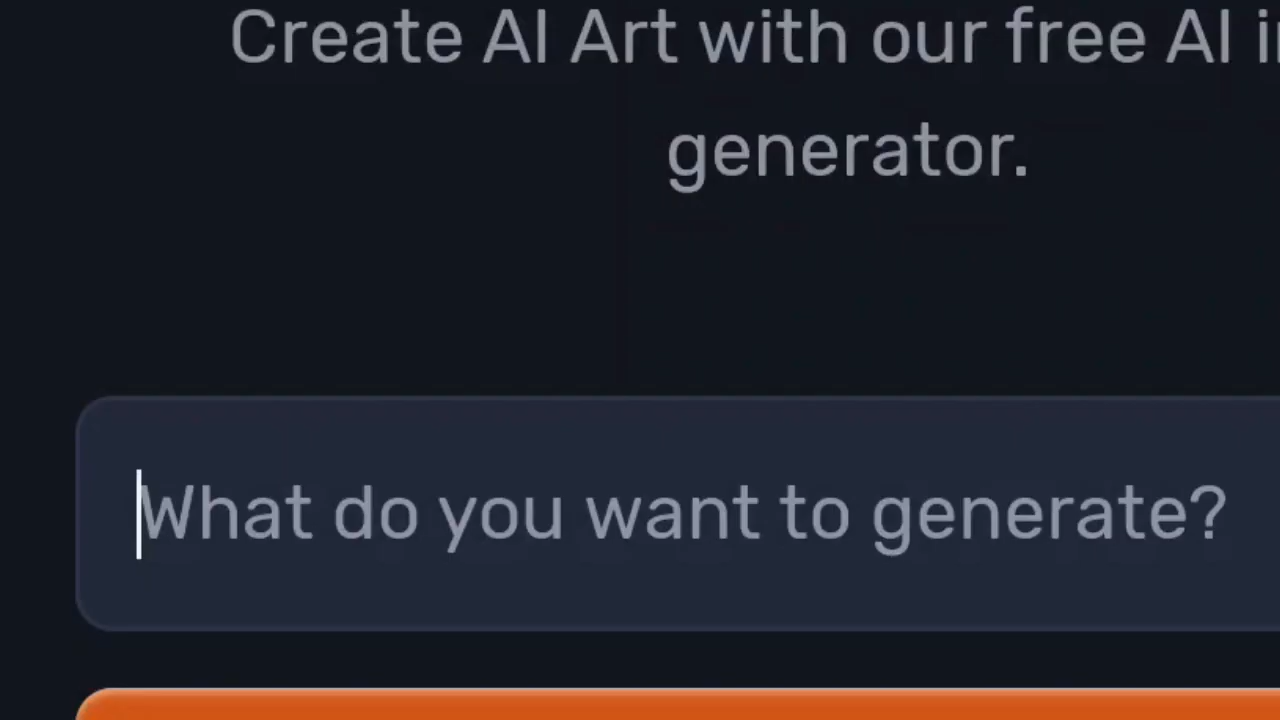 Create AI Art with our free AI
generator.
What do you want to generate?